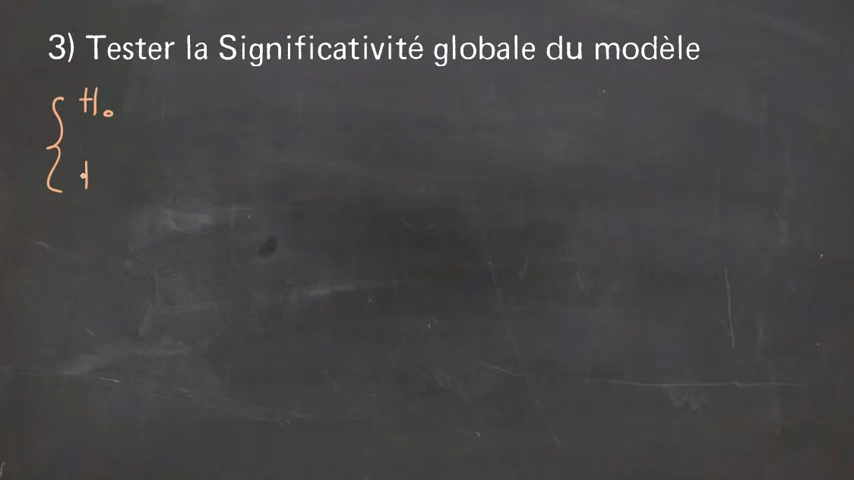 3) Tester la Significativité globale du modèle
{ H₀